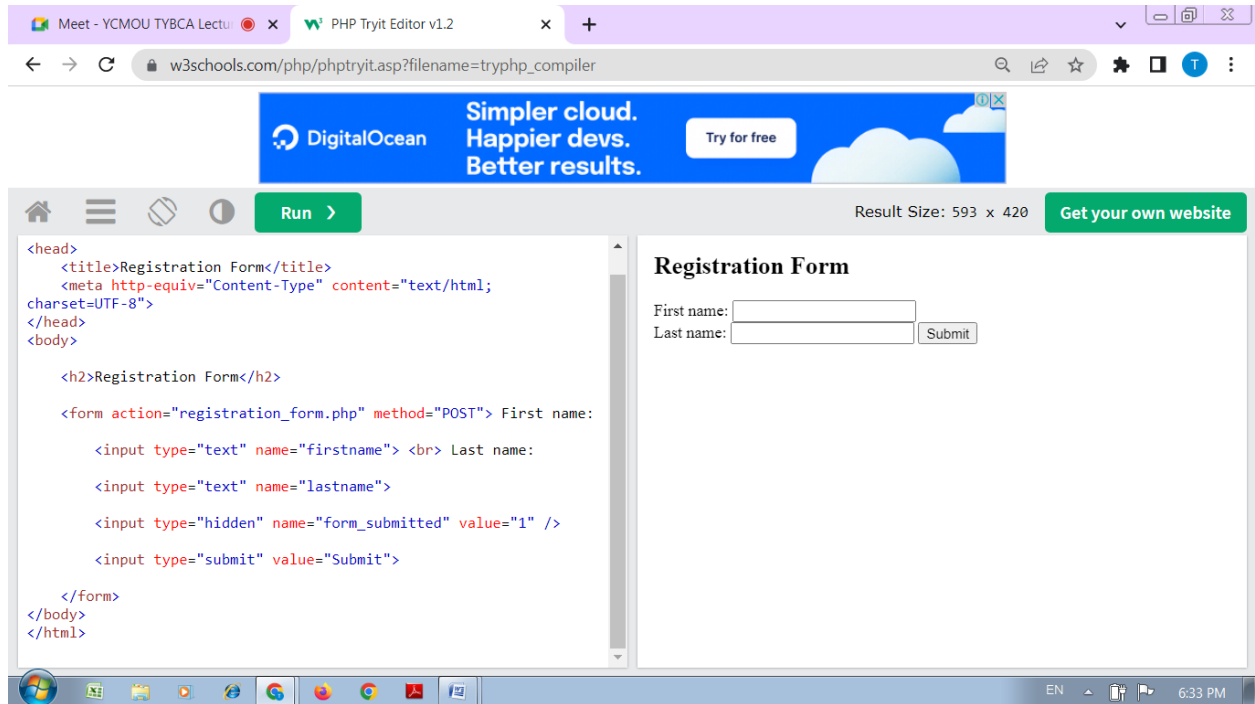 Meet - YCMOU TYBCA Lectu
PHP Tryit Editor v1.2
w3schools.com/php/phptryit.asp?filename=tryphp_compiler
T
DigitalOcean
Simpler cloud.
Happier devs.
Better results.
Try for free
Run ❯
Result Size: 593 x 420
Get your own website
<head>
    <title>Registration Form</title>
    <meta http-equiv="Content-Type" content="text/html;
charset=UTF-8">
</head>
<body>
    <h2>Registration Form</h2>
    <form action="registration_form.php" method="POST"> First name:
        <input type="text" name="firstname"> <br> Last name:
        <input type="text" name="lastname">
        <input type="hidden" name="form_submitted" value="1" />
        <input type="submit" value="Submit">
    </form>
</body>
</html>
Registration Form
First name:
Last name:
Submit
EN
6:33 PM